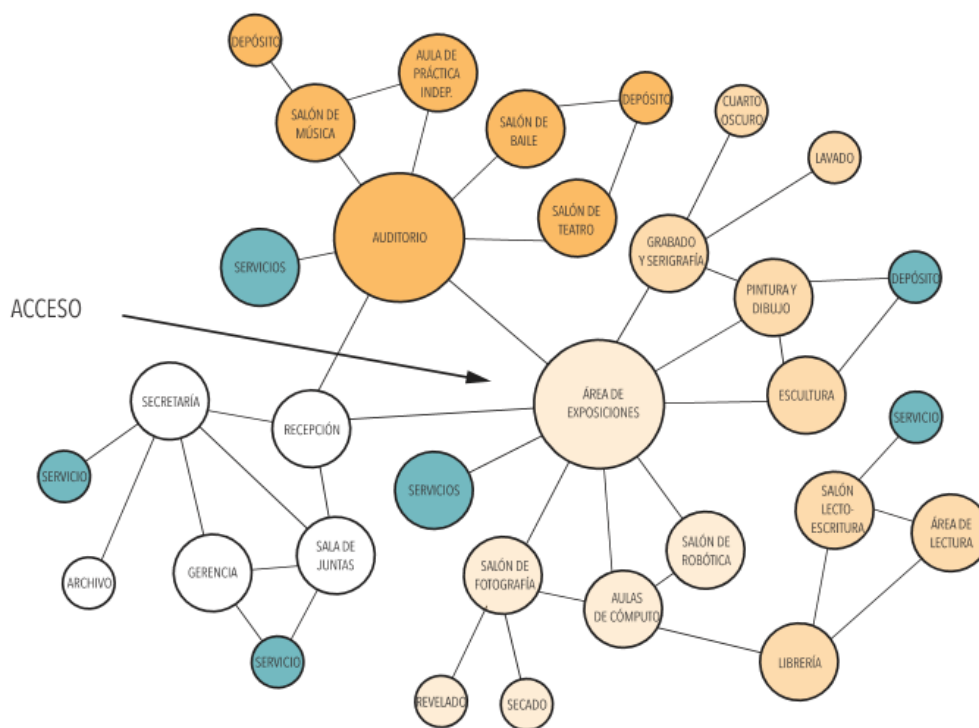 DEPÓSITO
AULA DE
PRÁCTICA
INDEP.
SALÓN DE
MÚSICA
SALÓN DE
BAILE
DEPÓSITO
CUARTO
OSCURO
LAVADO
AUDITORIO
SALÓN DE
TEATRO
SERVICIOS
GRABADO
Y SERIGRAFÍA
PINTURA Y
DIBUJO
DEPÓSITO
ACCESO
ESCULTURA
ÁREA DE
EXPOSICIONES
SECRETARÍA
RECEPCIÓN
SERVICIO
SERVICIO
SERVICIOS
SALÓN
LECTO-
ESCRITURA
ÁREA DE
LECTURA
ARCHIVO
GERENCIA
SALA DE
JUNTAS
SALÓN DE
FOTOGRAFÍA
SALÓN DE
ROBÓTICA
AULAS
DE CÓMPUTO
SERVICIO
LIBRERÍA
REVELADO
SECADO